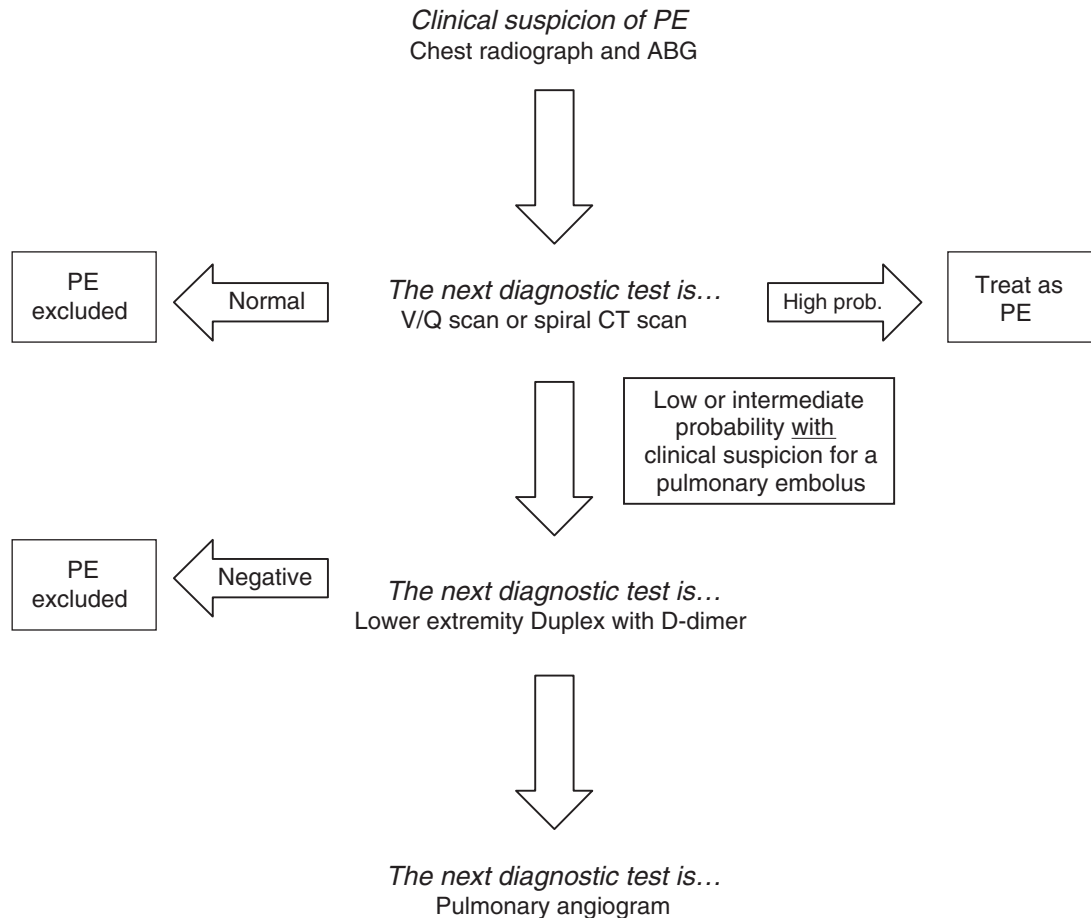 Clinical suspicion of PE
Chest radiograph and ABG
PE
excluded
Normal
The next diagnostic test is…
V/Q scan or spiral CT scan
High prob.
Treat as
PE
Low or intermediate
probability with
clinical suspicion for a
pulmonary embolus
PE
excluded
Negative
The next diagnostic test is…
Lower extremity Duplex with D-dimer
The next diagnostic test is…
Pulmonary angiogram